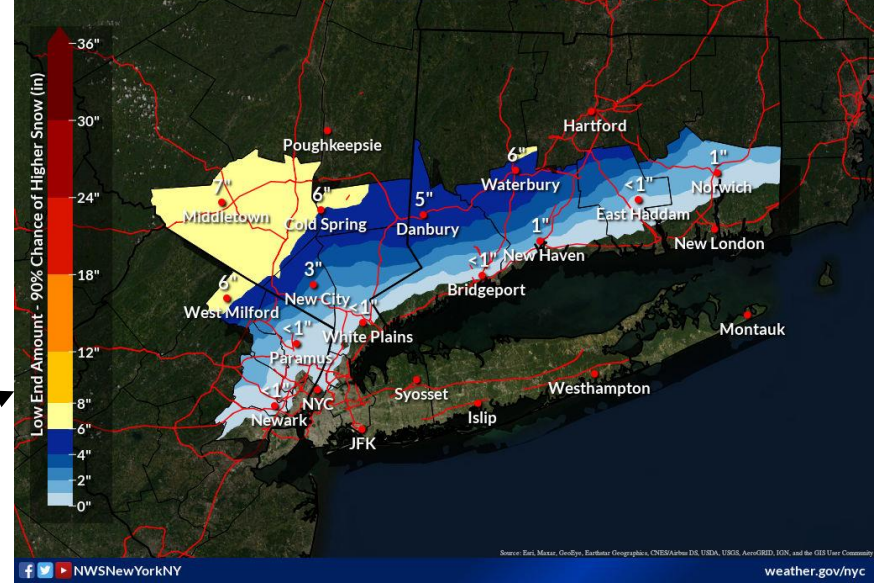 Low End Amount - 90% Chance of Higher Snow (in)
36"
30"
24"
18"
12"
8"
6"
4"
2"
0"
Poughkeepsie
Hartford
7"
Middletown
6"
Cold Spring
5"
Danbury
6"
Waterbury
<1"
East Haddam
1"
Norwich
New London
1"
New Haven
<1"
Bridgeport
6"
West Milford
3"
New City
<1"
White Plains
<1"
Paramus
<1"
Newark
NYC
JFK
Syosset
Islip
Westhampton
Montauk
Source: Esri, Maxar, GeoEye, Earthstar Geographics, CNES/Airbus DS, USDA, USGS, AeroGRID, IGN, and the GIS User Community
NWSNewYorkNY
weather.gov/nyc